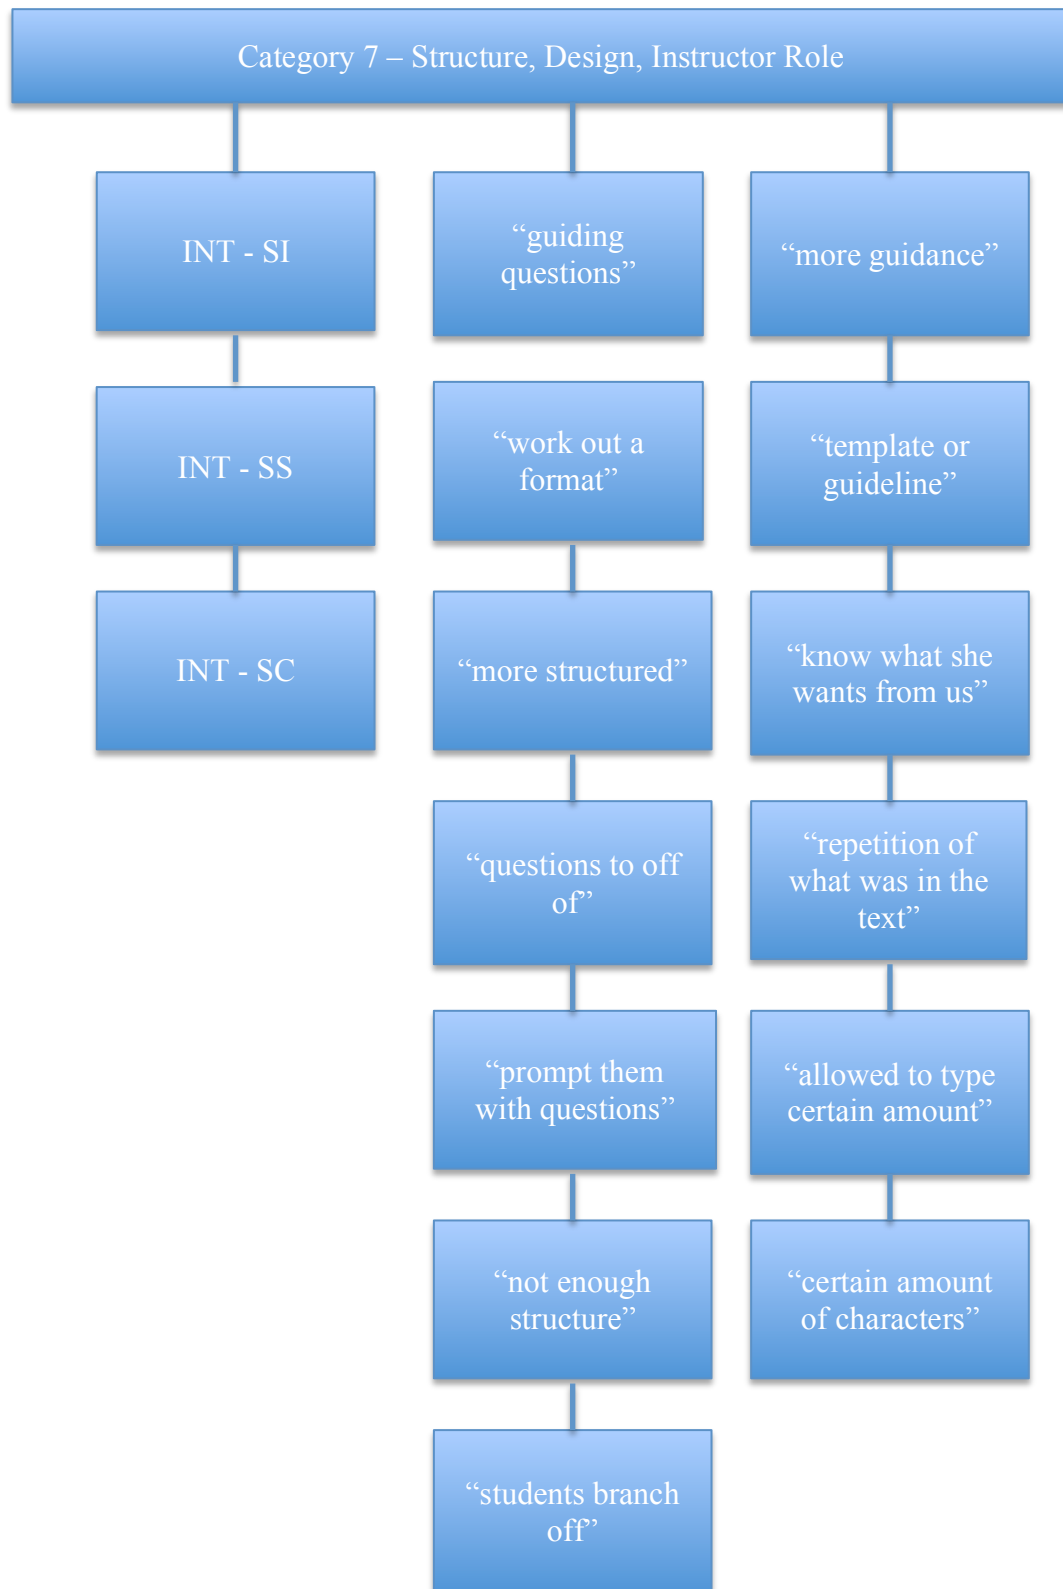 Category 7 – Structure, Design, Instructor Role
INT - SI
INT - SS
INT - SC
“guiding
questions”
“work out a
format”
“more structured”
“questions to off
of”
“prompt them
with questions”
“not enough
structure”
“students branch
off”
“more guidance”
“template or
guideline”
“know what she
wants from us”
“repetition of
what was in the
text”
“allowed to type
certain amount”
“certain amount
of characters”